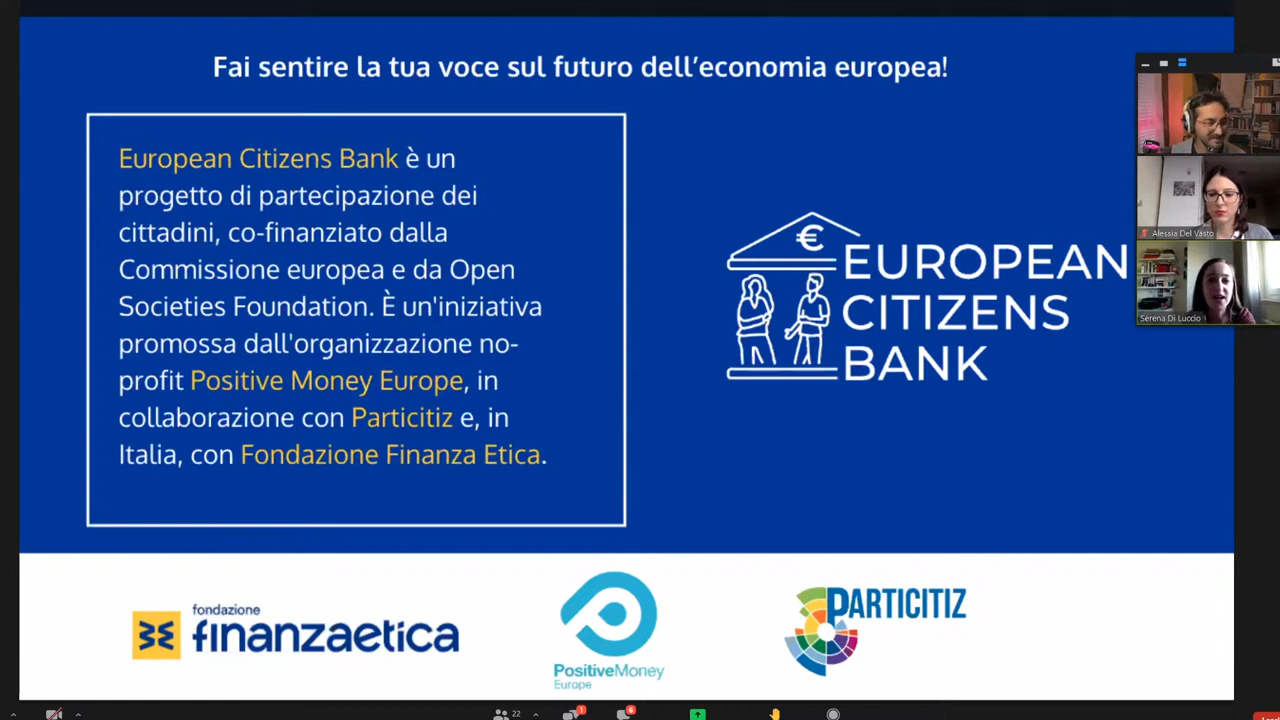 Fai sentire la tua voce sul futuro dell'economia europea!
European Citizens Bank è un
progetto di partecipazione dei
cittadini, co-finanziato dalla
Commissione europea e da Open
Societies Foundation. È un'iniziativa
promossa dall'organizzazione no-
profit Positive Money Europe, in
collaborazione con Particitiz e, in
Italia, con Fondazione Finanza Etica.
€
EUROPEAN
CITIZENS
BANK
Alessia Del Vasto
Serena Di Luccio
fondazione
finanzaetica
PositiveMoney
Europe
PARTICITIZ
22
1
6